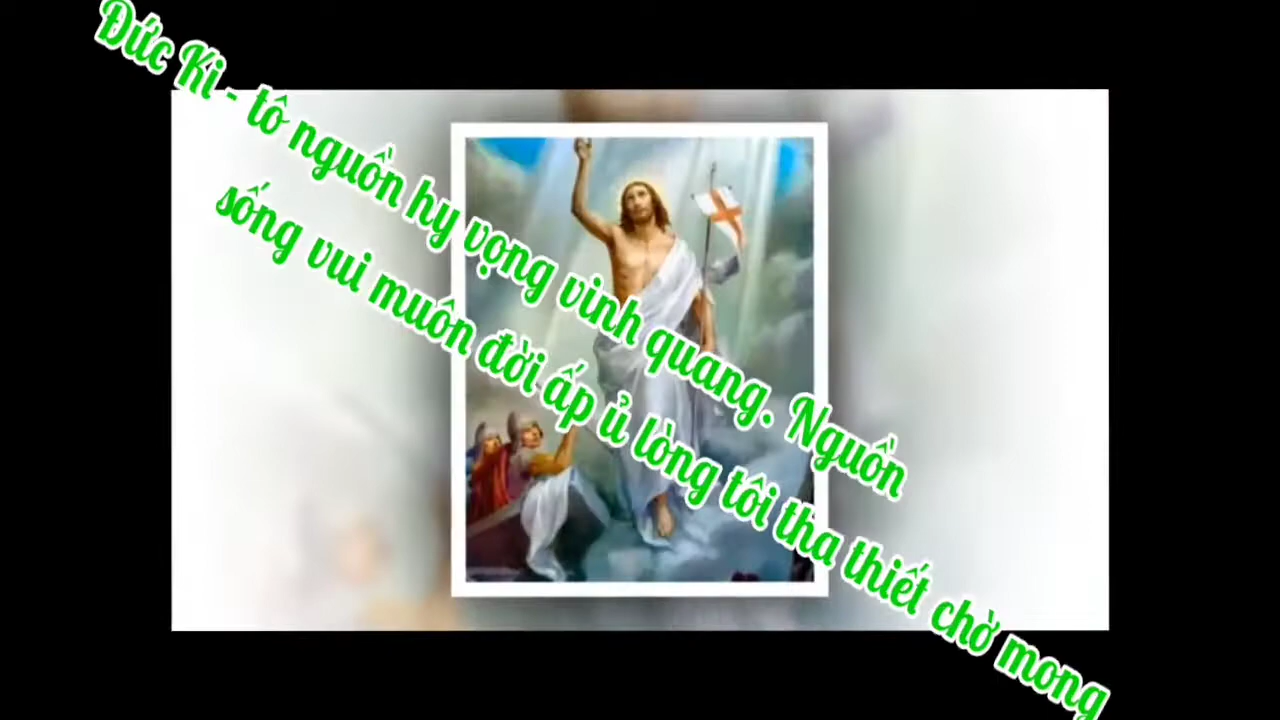 Đức Ki - tô nguồn hy vọng vinh quang. Nguồn
sống vui muôn đời ấp ủ lòng tôi tha thiết chờ mong